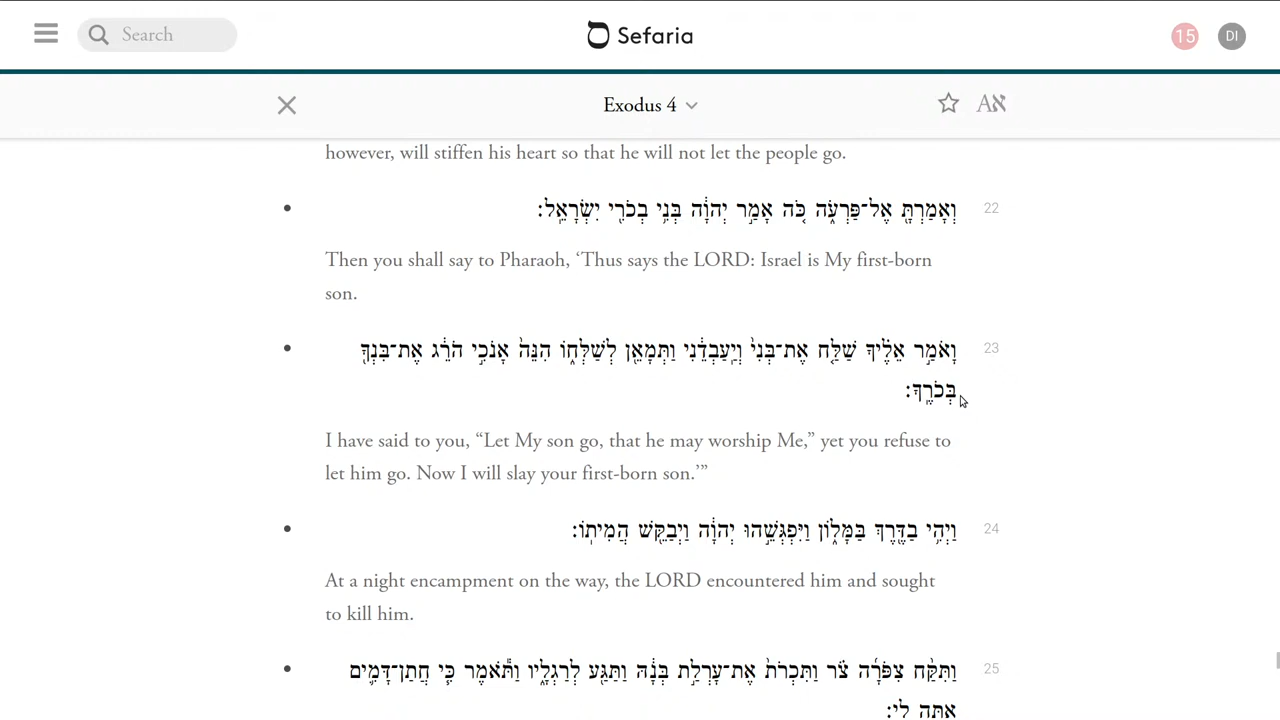 Search
Sefaria
15
DI
Exodus 4
Aא
however, will stiffen his heart so that he will not let the people go.
22
וְאָמַרְתָּ֖ אֶל־פַּרְעֹ֑ה כֹּ֚ה אָמַ֣ר יְהוָ֔ה בְּנִ֥י בְכֹרִ֖י יִשְׂרָאֵֽל׃
Then you shall say to Pharaoh, ‘Thus says the LORD: Israel is My first-born
son.
23
וָאֹמַ֣ר אֵלֶ֗יךָ שַׁלַּ֤ח אֶת־בְּנִי֙ וְיַֽעַבְדֵ֔נִי וַתְּמָאֵ֖ן לְשַׁלְּח֑וֹ הִנֵּה֙ אָנֹכִ֣י הֹרֵ֔ג אֶת־בִּנְךָ֖
בְּכֹרֶֽךָ׃
I have said to you, “Let My son go, that he may worship Me,” yet you refuse to
let him go. Now I will slay your first-born son.’”
24
וַיְהִ֥י בַדֶּ֖רֶךְ בַּמָּל֑וֹן וַיִּפְגְּשֵׁ֣הוּ יְהוָ֔ה וַיְבַקֵּ֖שׁ הֲמִיתֽוֹ׃
At a night encampment on the way, the LORD encountered him and sought
to kill him.
25
וַתִּקַּ֨ח צִפֹּרָ֜ה צֹ֗ר וַתִּכְרֹת֙ אֶת־עָרְלַ֣ת בְּנָ֔הּ וַתַּגַּ֖ע לְרַגְלָ֑יו וַתֹּ֕אמֶר כִּ֧י חֲתַן־דָּמִ֛ים
אַתָּ֖ה לִֽי׃